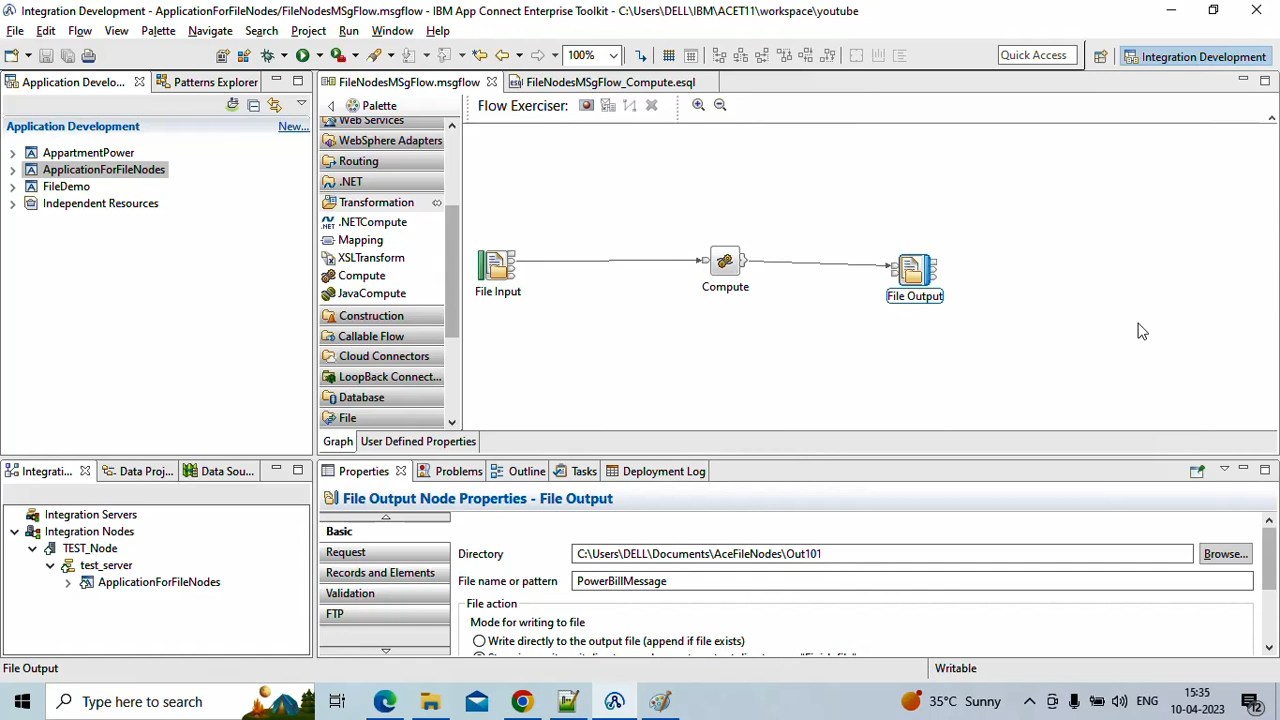 Integration Development - ApplicationForFileNodes/FileNodesMSgFlow.msgflow - IBM App Connect Enterprise Toolkit - C:\Users\DELL\IBM\ACET11\workspace\youtube
File Edit Flow View Palette Navigate Search Project Run Window Help
100% Quick Access Integration Development
Application Develo... Patterns Explorer FileNodesMSgFlow.msgflow FileNodesMSgFlow_Compute.esql
Palette Flow Exerciser:
Application Development New...
AppartmentPower
ApplicationForFileNodes
FileDemo
Independent Resources
Web Services
WebSphere Adapters
Routing
.NET
Transformation
.NETCompute
Mapping
XSLTransform
Compute
JavaCompute
Construction
Callable Flow
Cloud Connectors
LoopBack Connect...
Database
File
File Input
Compute
File Output
Graph User Defined Properties
Integrati... Data Proj... Data Sou...
Integration Servers
Integration Nodes
TEST_Node
test_server
ApplicationForFileNodes
Properties Problems Outline Tasks Deployment Log
File Output Node Properties - File Output
Basic
Request
Records and Elements
Validation
FTP
Directory C:\Users\DELL\Documents\AceFileNodes\Out101 Browse...
File name or pattern PowerBillMessage
File action
Mode for writing to file
Write directly to the output file (append if file exists)
File Output Writable
Type here to search 35°C Sunny ENG 15:35
10-04-2023 12